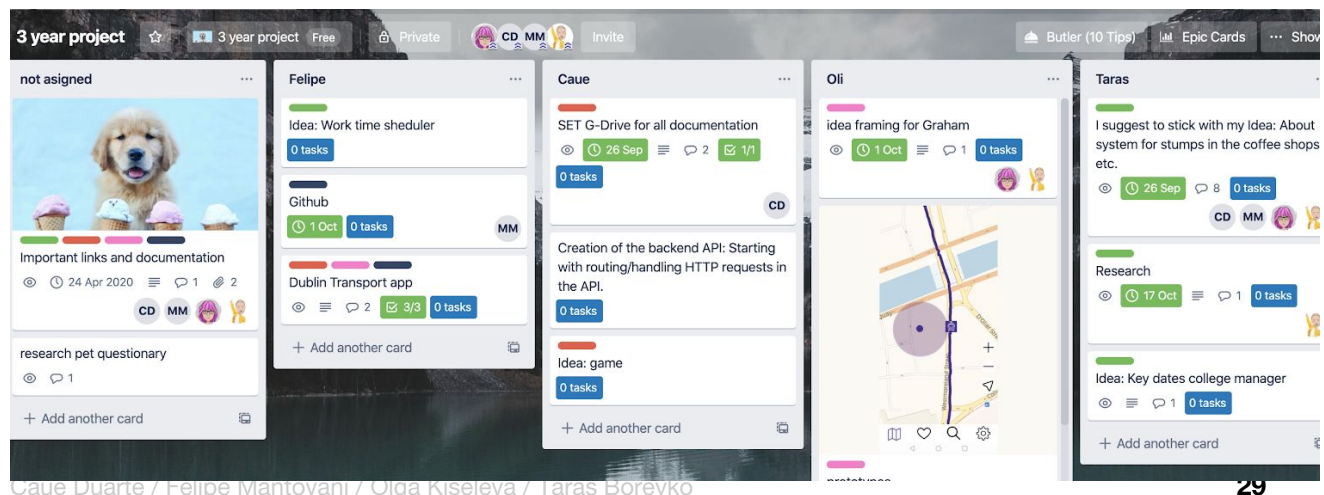 3 year project
3 year project Free
Private
CD MM
Invite
Butler (10 Tips)
Epic Cards
Show
not asigned
Important links and documentation
24 Apr 2020 1 2
CD MM
research pet questionary
1
+ Add another card
Felipe
Idea: Work time sheduler
0 tasks
Github
1 Oct 0 tasks
MM
Dublin Transport app
2 3/3 0 tasks
+ Add another card
Caue
SET G-Drive for all documentation
26 Sep 2 1/1
0 tasks
CD
Creation of the backend API: Starting
with routing/handling HTTP requests in
the API.
0 tasks
Idea: game
0 tasks
+ Add another card
Oli
idea framing for Graham
1 Oct 1 0 tasks
prototypes
Taras
I suggest to stick with my Idea: About
system for stumps in the coffee shops
etc.
26 Sep 8 0 tasks
CD MM
Research
17 Oct 1 0 tasks
Idea: Key dates college manager
1 0 tasks
+ Add another card
Caue Duarte / Felipe Mantovani / Olga Kiseleva / Taras Borevko
29